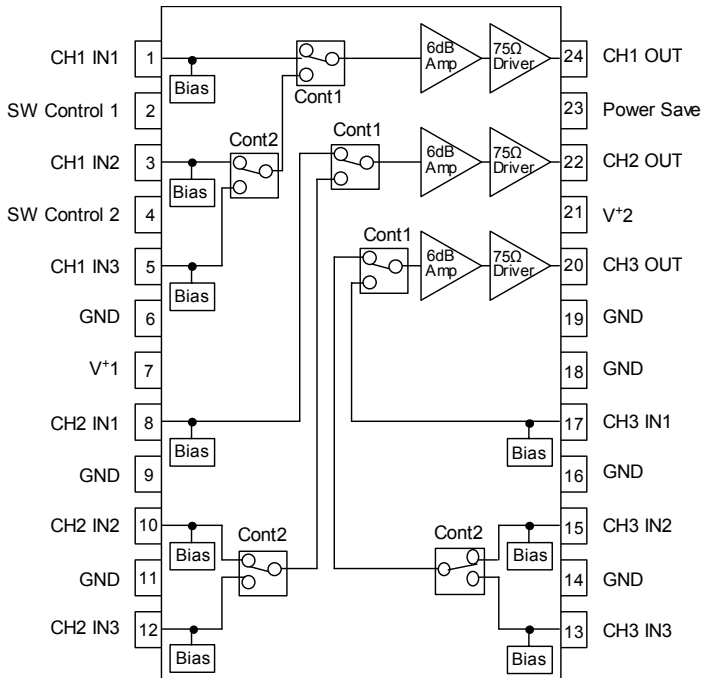 CH1 IN1 1 Bias Cont1 6dB Amp 75Ω Driver 24 CH1 OUT
SW Control 1 2 23 Power Save
CH1 IN2 3 Bias Cont2 Cont1 6dB Amp 75Ω Driver 22 CH2 OUT
SW Control 2 4 21 V+2
CH1 IN3 5 Bias Cont1 6dB Amp 75Ω Driver 20 CH3 OUT
GND 6 19 GND
V+1 7 18 GND
CH2 IN1 8 Bias Bias 17 CH3 IN1
GND 9 16 GND
CH2 IN2 10 Bias Cont2 Cont2 Bias 15 CH3 IN2
GND 11 14 GND
CH2 IN3 12 Bias Bias 13 CH3 IN3